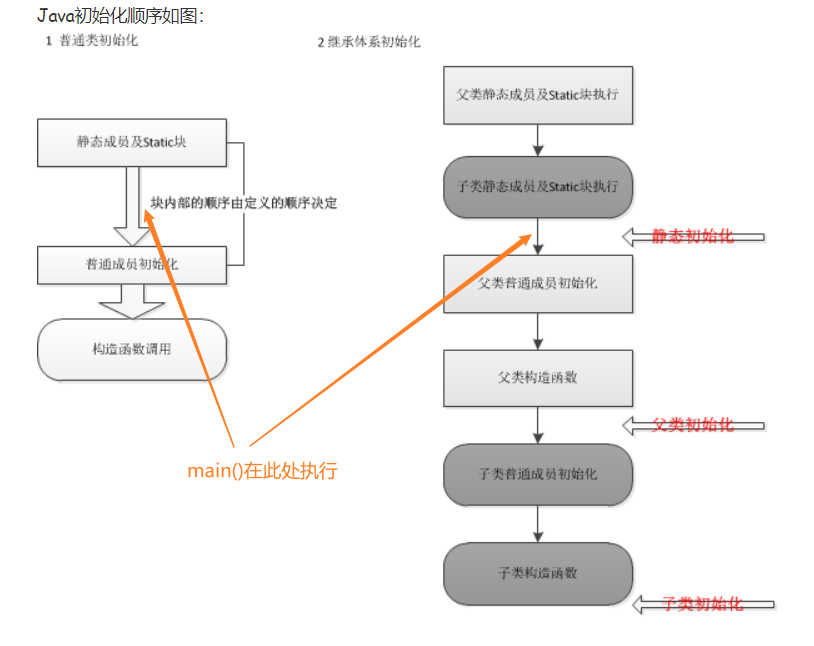 Java初始化顺序如图：
1 普通类初始化
2 继承体系初始化
静态成员及Static块
块内部的顺序由定义的顺序决定
普通成员初始化
构造函数调用
main()在此处执行
父类静态成员及Static块执行
子类静态成员及Static块执行
静态初始化
父类普通成员初始化
父类构造函数
父类初始化
子类普通成员初始化
子类构造函数
子类初始化